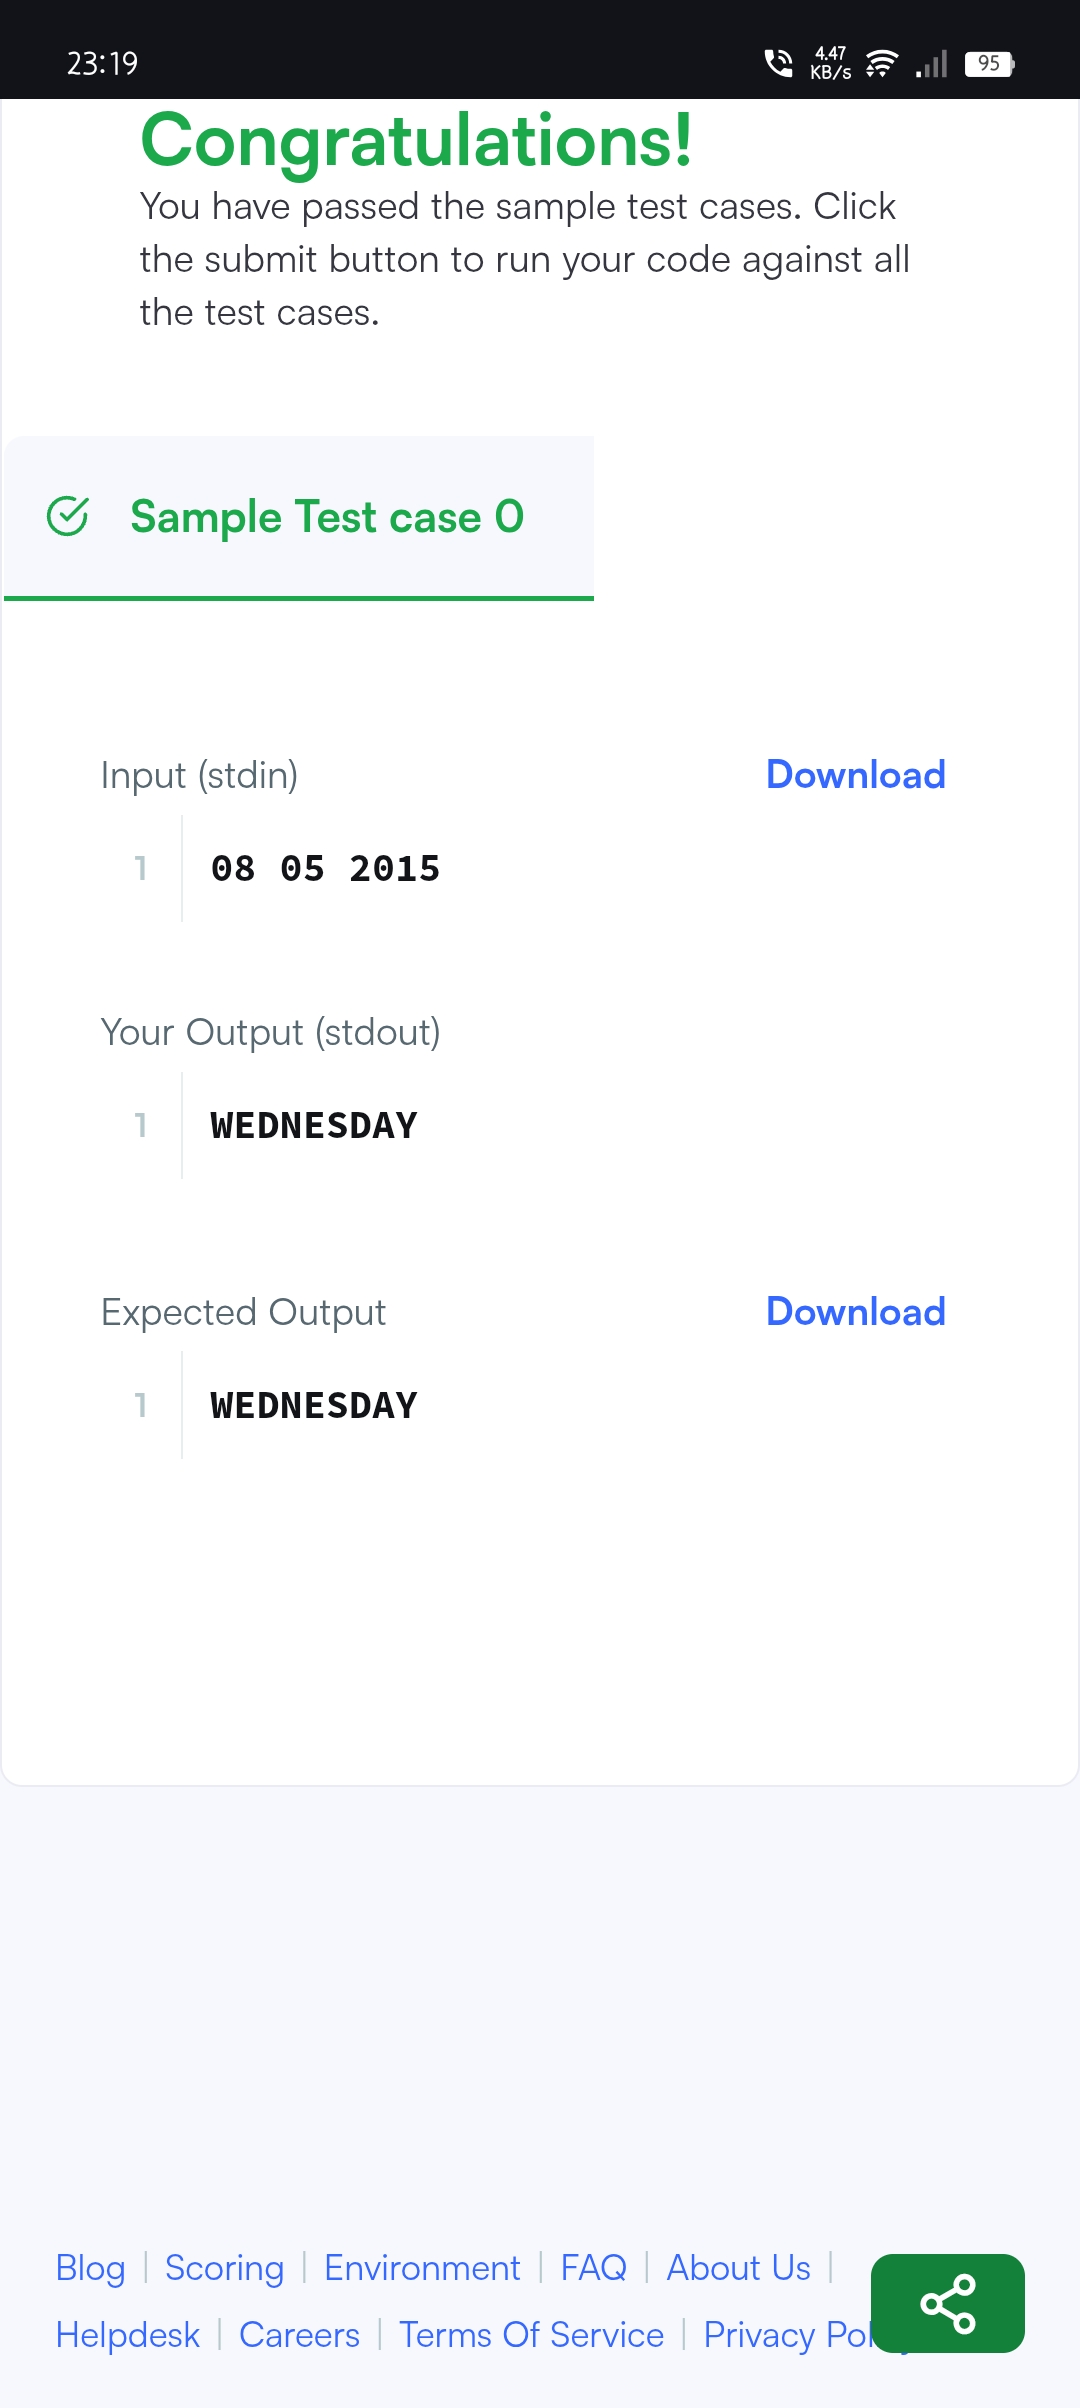 23:19
4.47
KB/s
95
Congratulations!
You have passed the sample test cases. Click
the submit button to run your code against all
the test cases.
Sample Test case 0
Input (stdin)
Download
1
08 05 2015
Your Output (stdout)
1
WEDNESDAY
Expected Output
Download
1
WEDNESDAY
Blog | Scoring | Environment | FAQ | About Us |
Helpdesk | Careers | Terms Of Service | Privacy